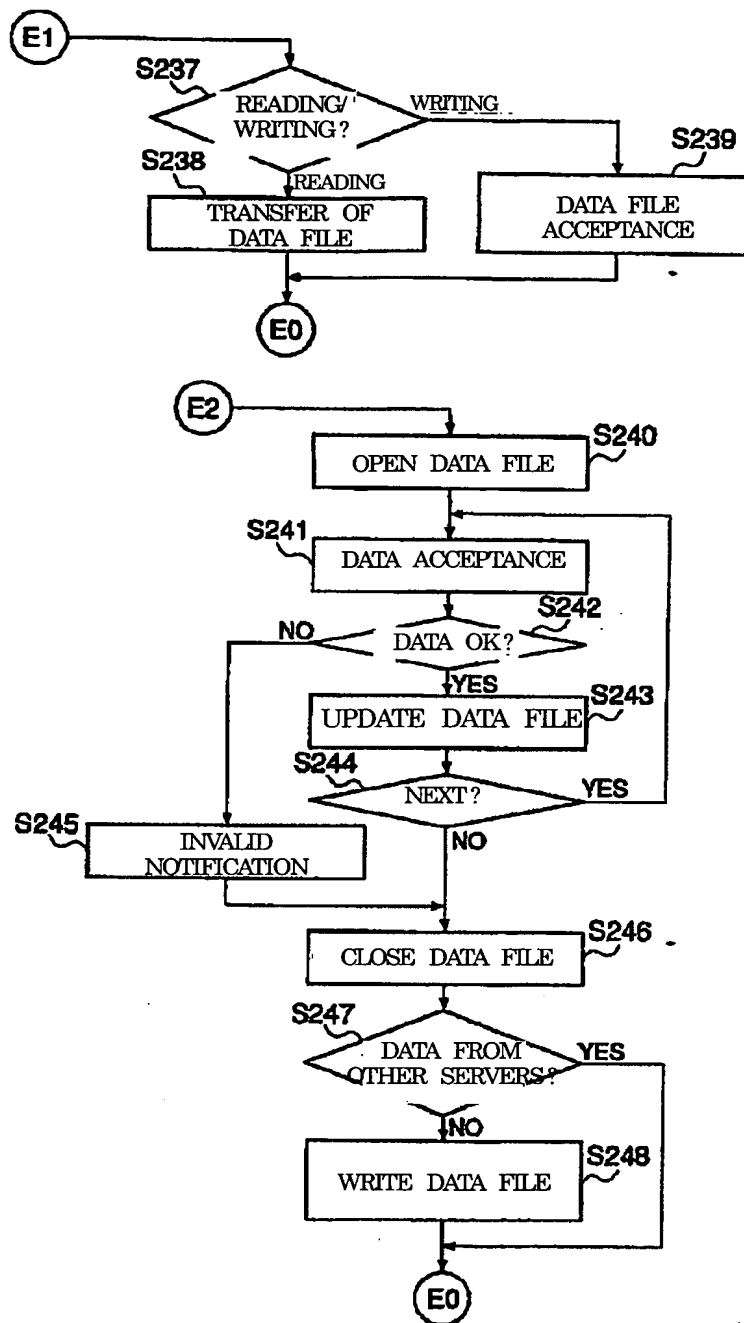 E1
S237
READING/
WRITING?
WRITING
S239
S238
READING
TRANSFER OF
DATA FILE
DATA FILE
ACCEPTANCE
E0
E2
S240
OPEN DATA FILE
S241
DATA ACCEPTANCE
S242
NO
DATA OK?
YES
S243
UPDATE DATA FILE
S244
NEXT?
YES
S245
NO
INVALID
NOTIFICATION
S246
CLOSE DATA FILE
S247
DATA FROM
OTHER SERVERS?
YES
NO
S248
WRITE DATA FILE
E0